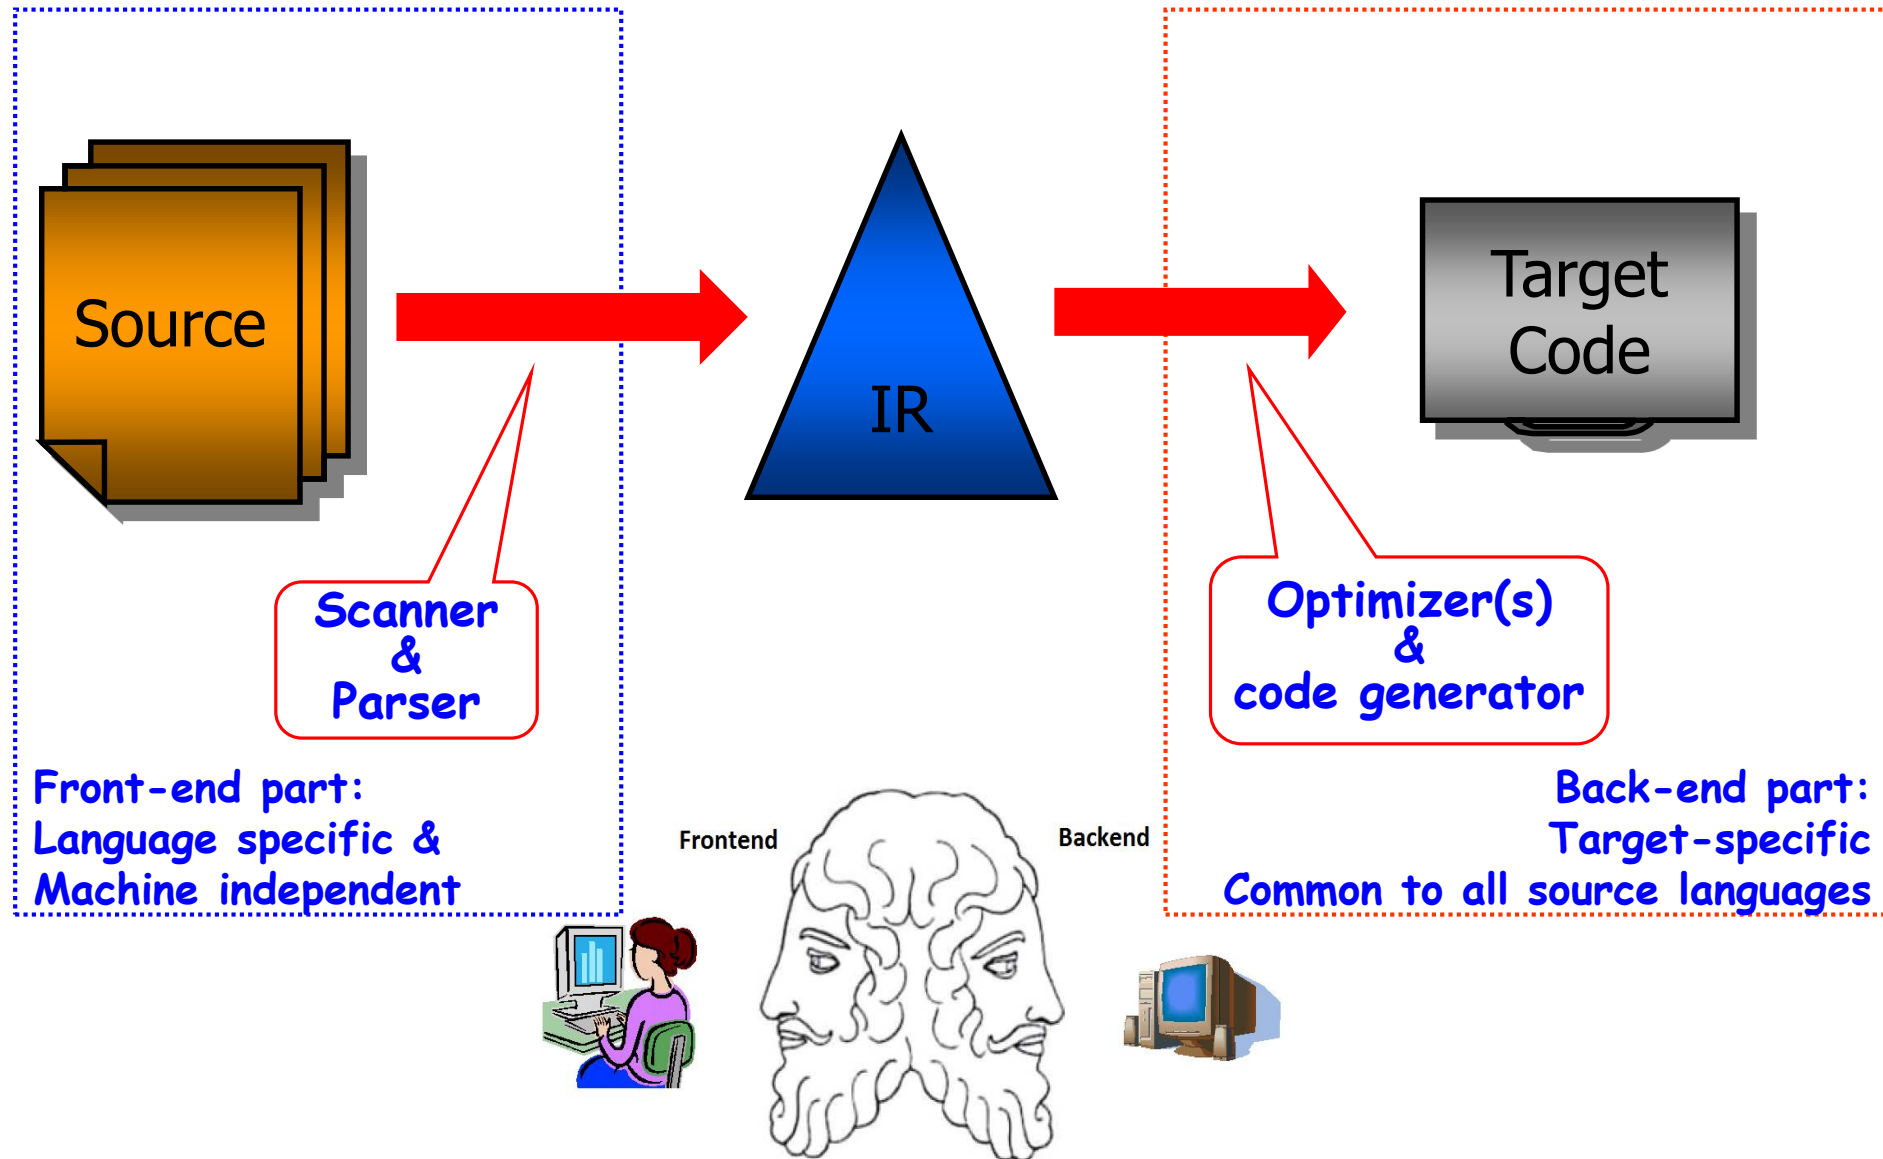 Source
IR
Target
Code
Scanner
&
Parser
Optimizer(s)
&
code generator
Front-end part:
Language specific &
Machine independent
Frontend
Backend
Back-end part:
Target-specific
Common to all source languages